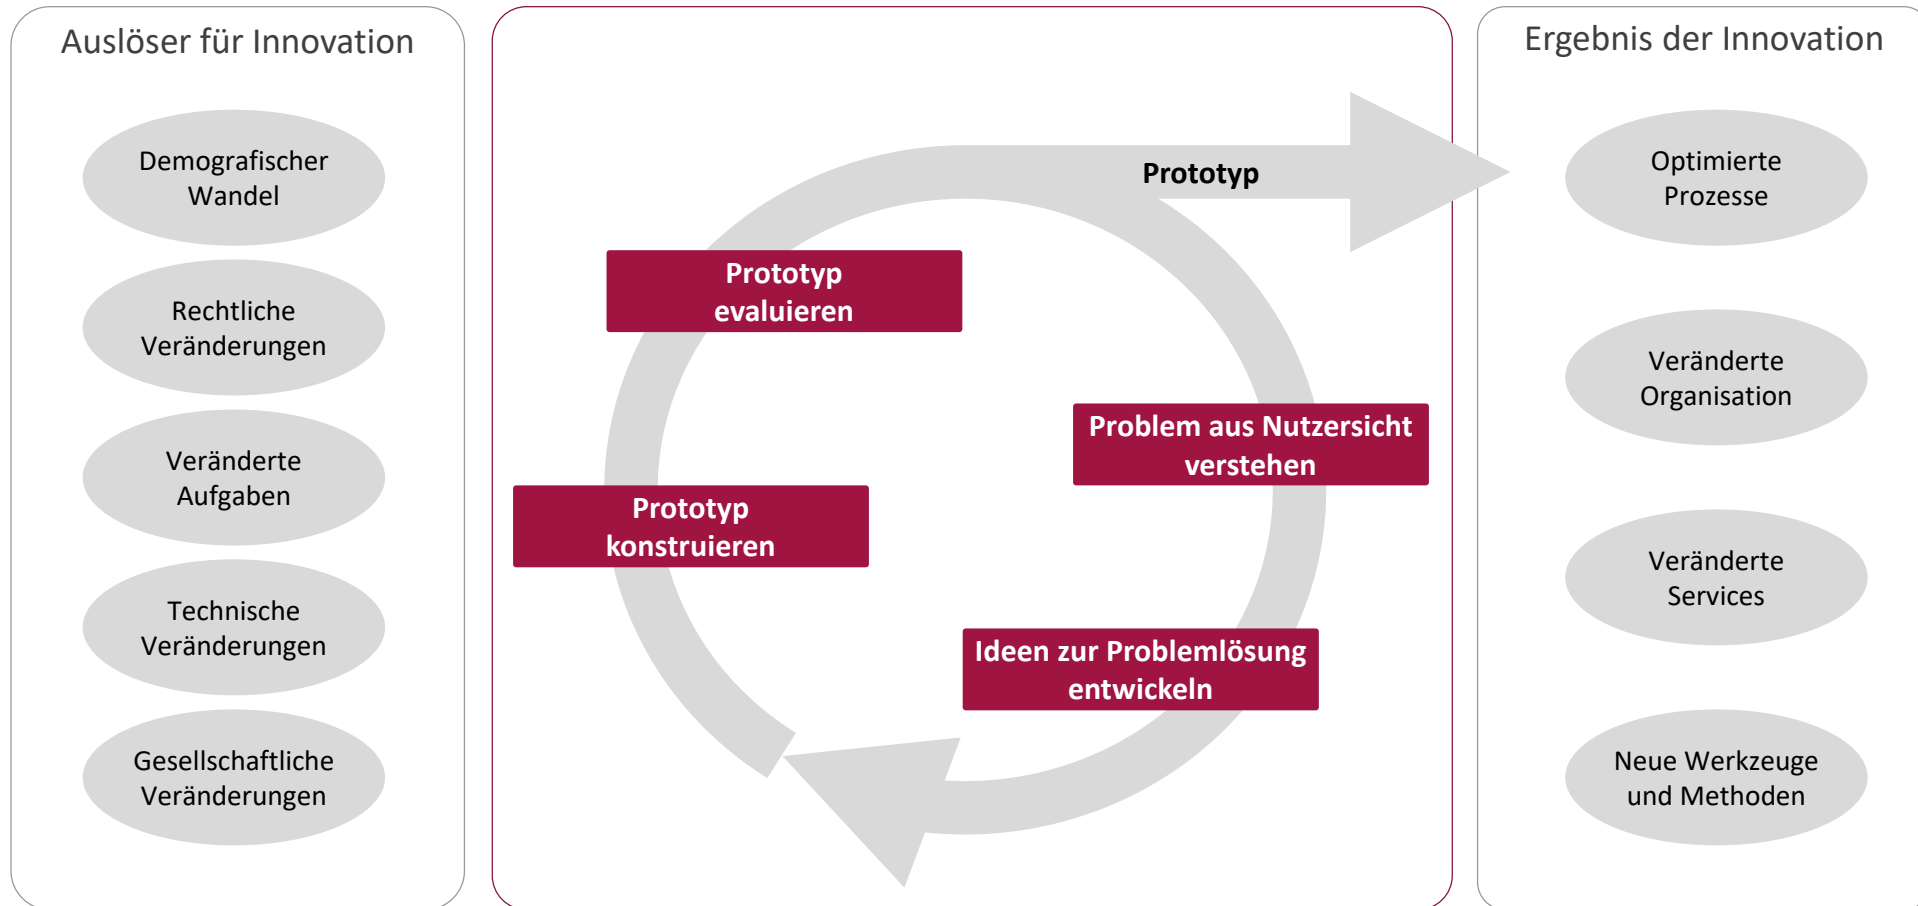 Auslöser für Innovation
Demografischer
Wandel
Rechtliche
Veränderungen
Veränderte
Aufgaben
Technische
Veränderungen
Gesellschaftliche
Veränderungen
Prototyp
Prototyp
evaluieren
Problem aus Nutzersicht
verstehen
Prototyp
konstruieren
Ideen zur Problemlösung
entwickeln
Ergebnis der Innovation
Optimierte
Prozesse
Veränderte
Organisation
Veränderte
Services
Neue Werkzeuge
und Methoden